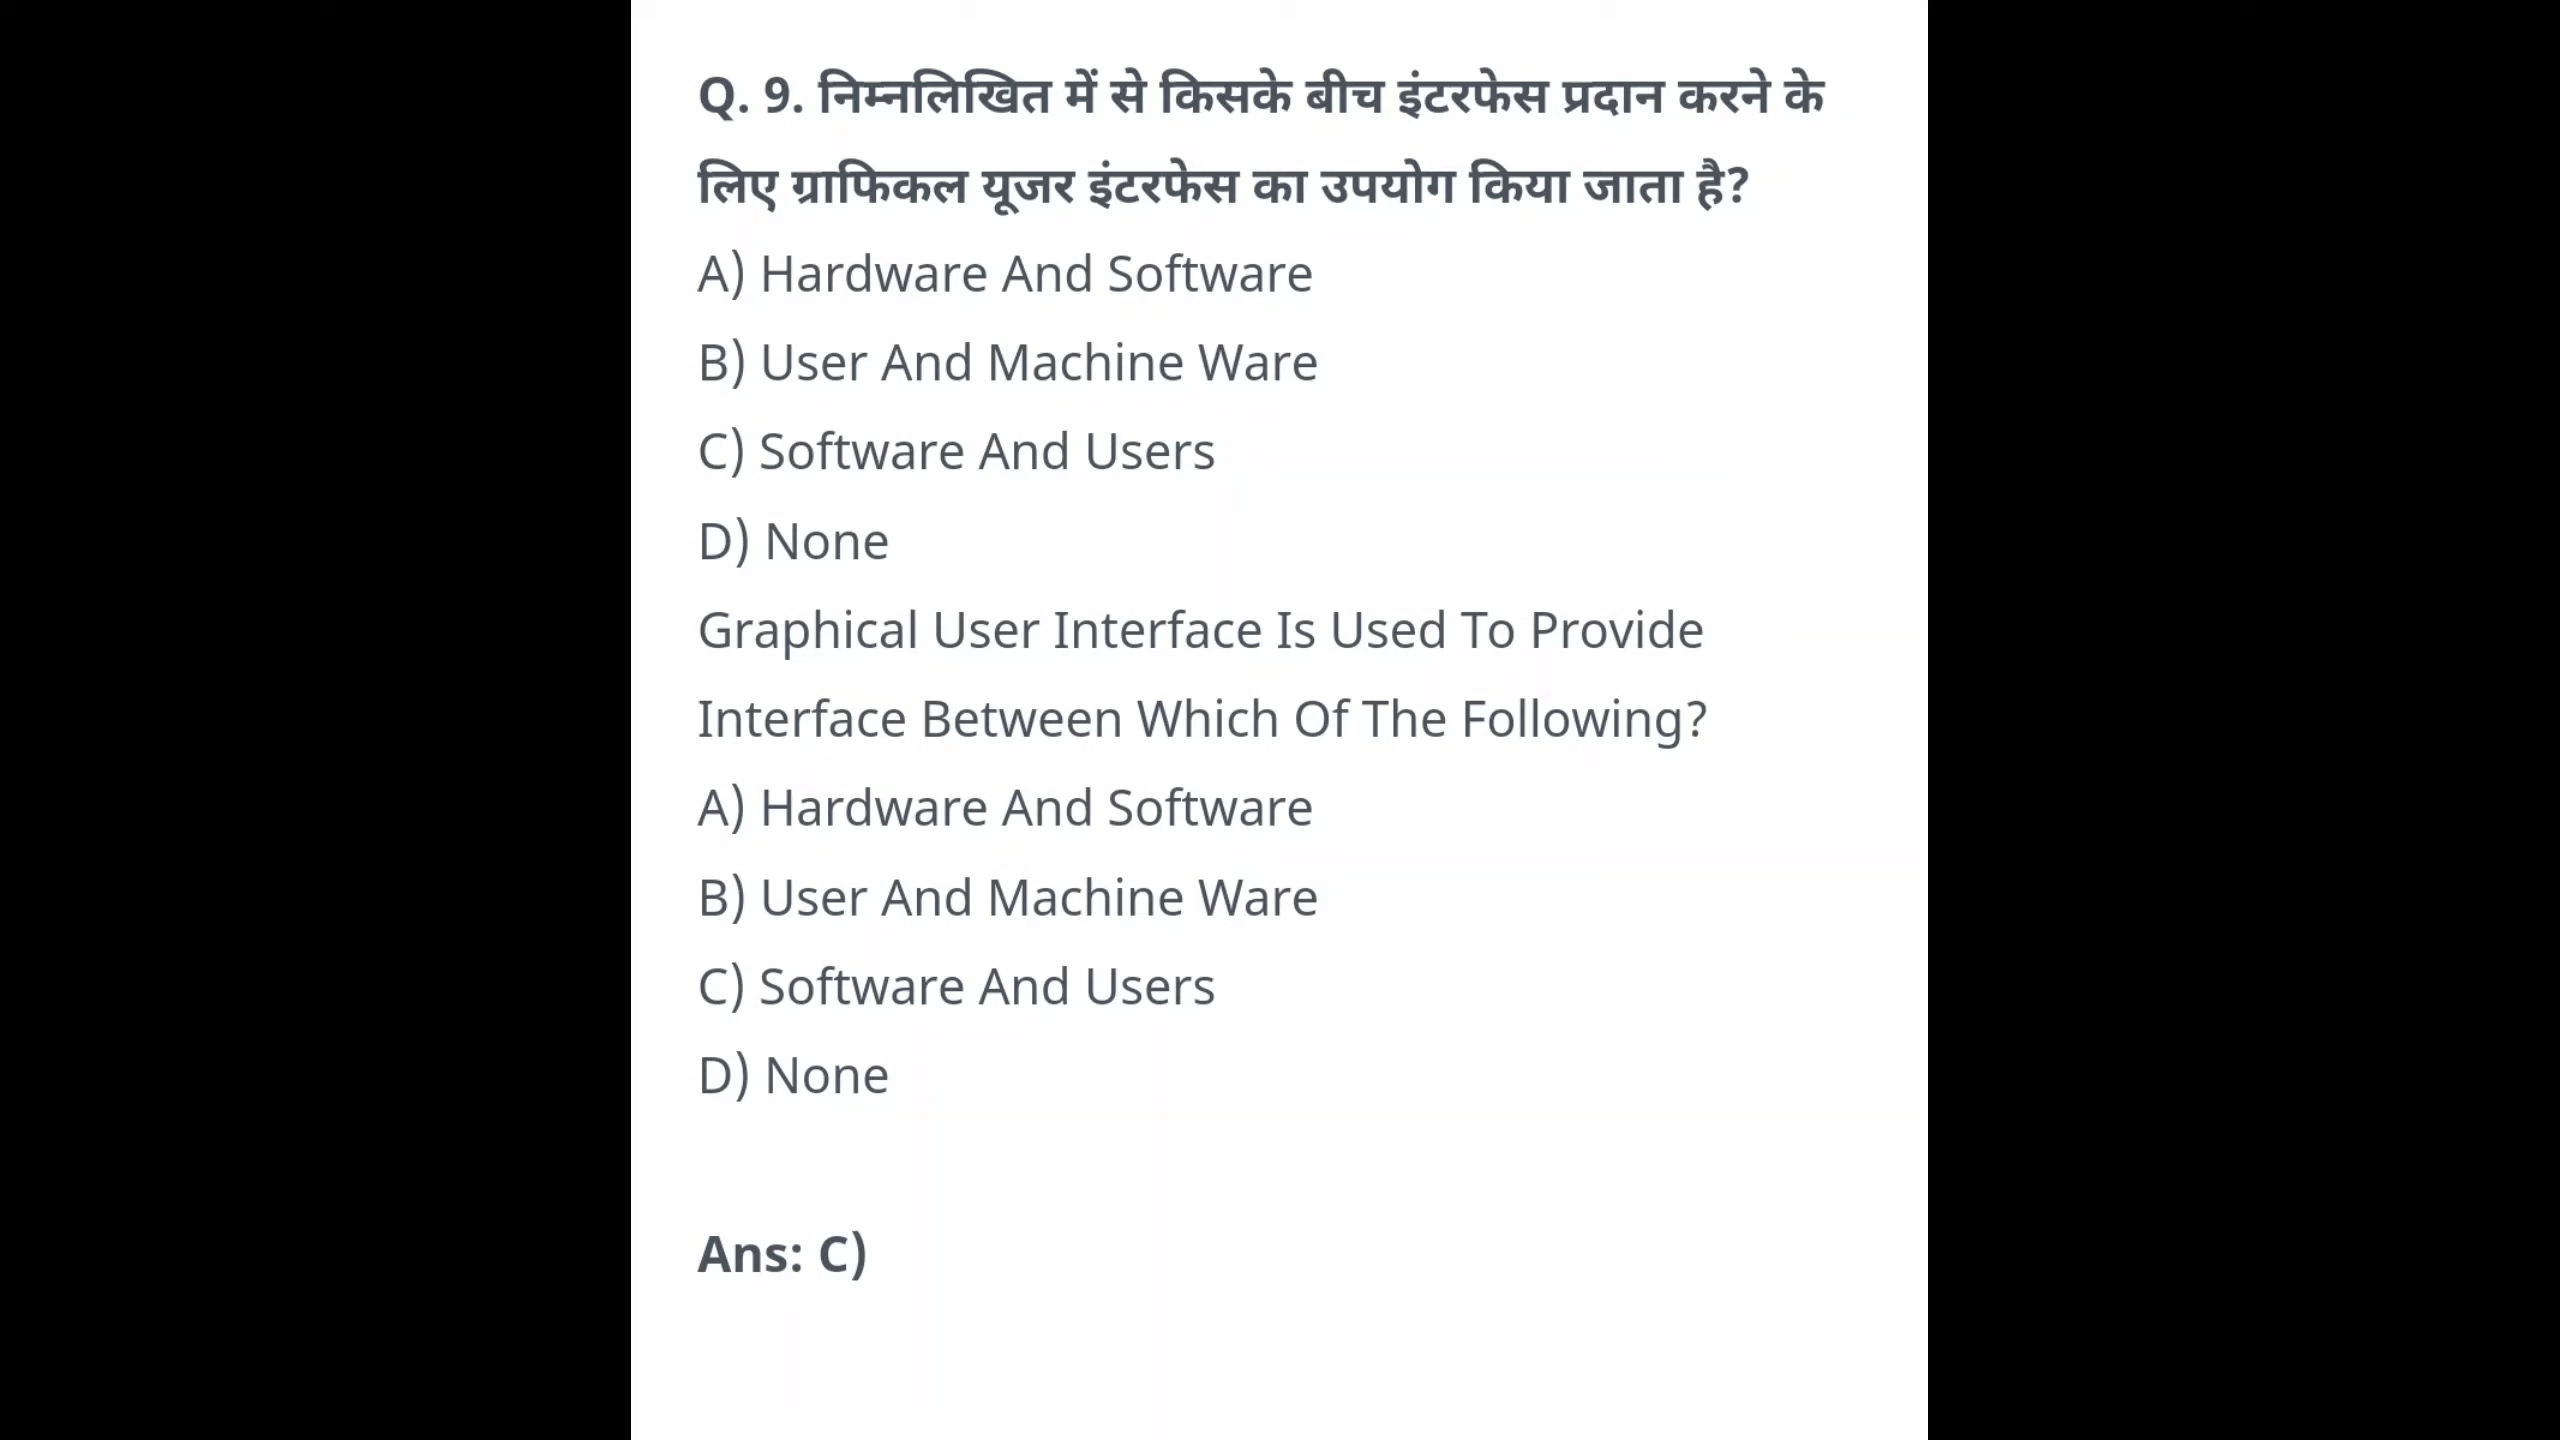 Q. 9. निम्नलिखित में से किसके बीच इंटरफेस प्रदान करने के
लिए ग्राफिकल यूजर इंटरफेस का उपयोग किया जाता है?
A) Hardware And Software
B) User And Machine Ware
C) Software And Users
D) None
Graphical User Interface Is Used To Provide
Interface Between Which Of The Following?
A) Hardware And Software
B) User And Machine Ware
C) Software And Users
D) None
Ans: C)